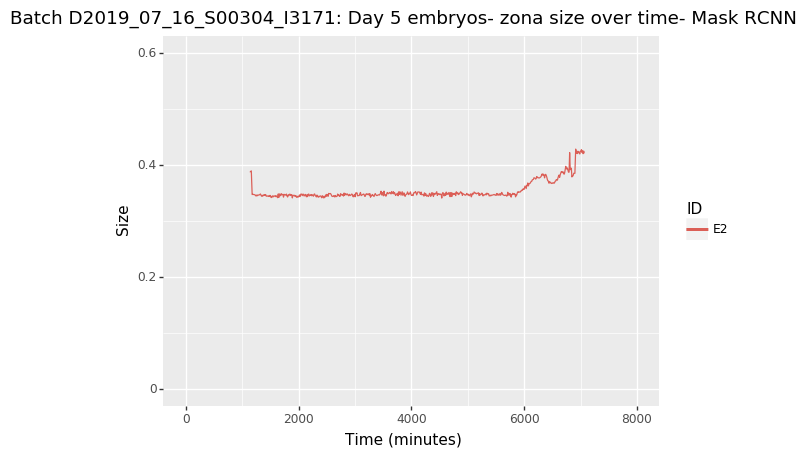 Batch D2019_07_16_S00304_I3171: Day 5 embryos- zona size over time- Mask RCNN
0.6
0.4
0.2
0
Size
0 2000 4000 6000 8000
Time (minutes)
ID
E2